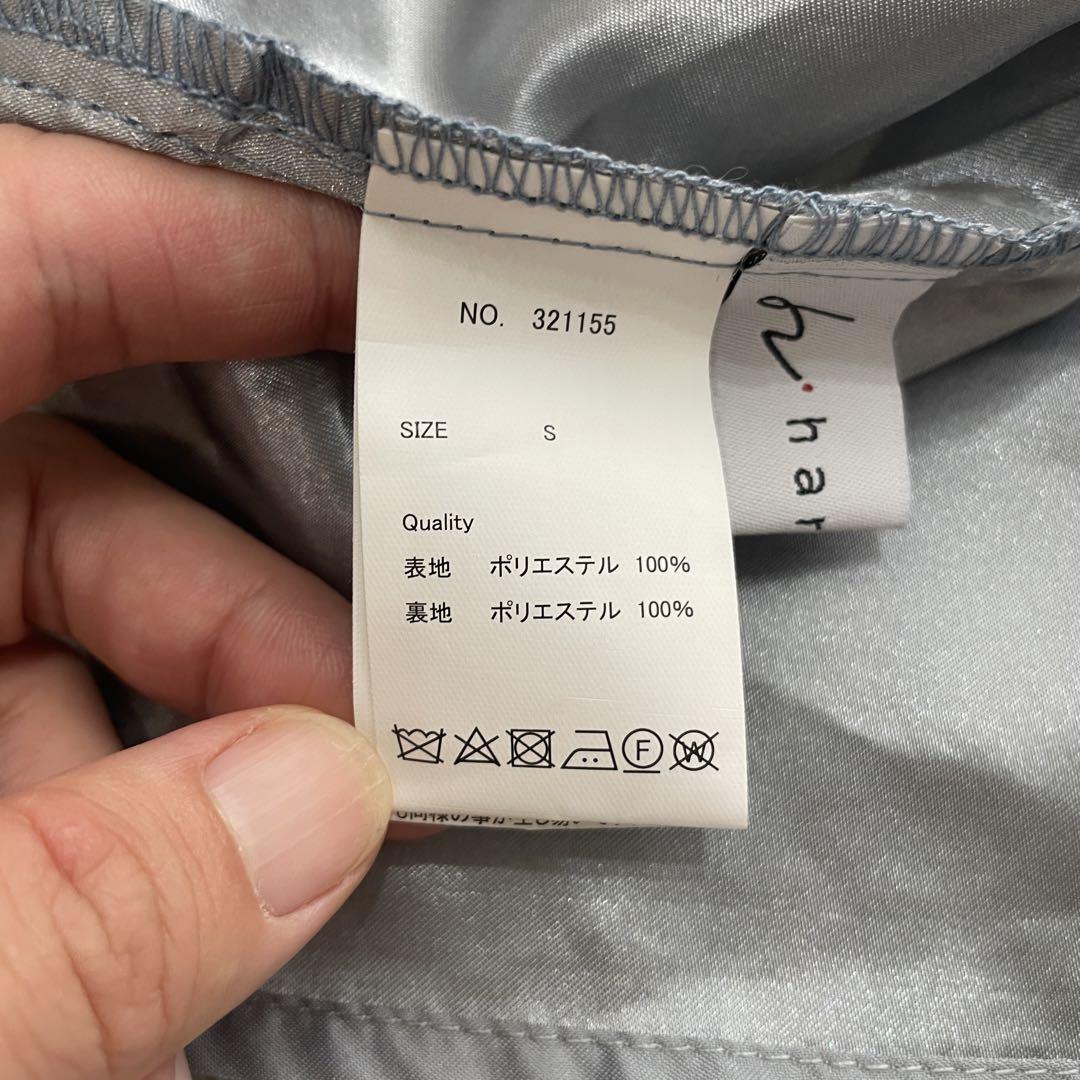 NO. 321155
SIZE S
Quality
表地 ポリエステル 100%
裏地 ポリエステル 100%
F
W
h
har